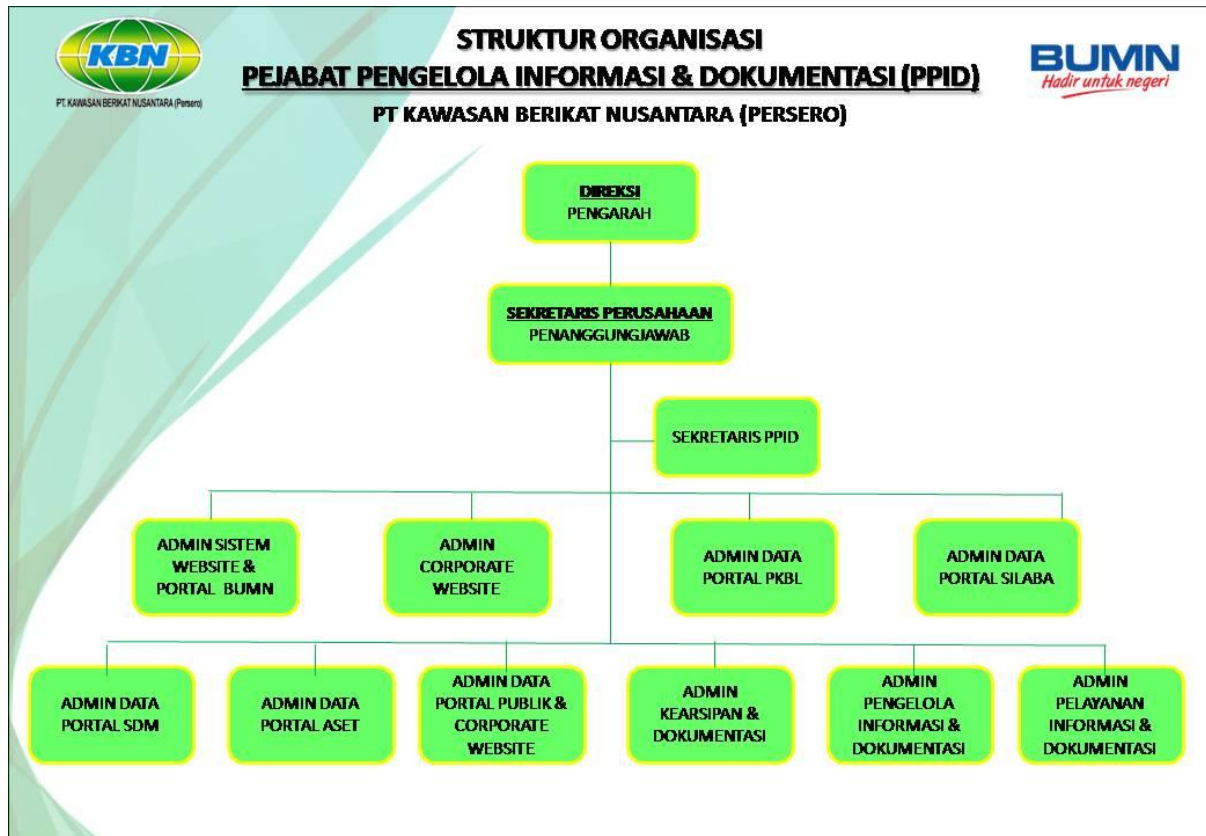 KBN
PT. KAWASAN BERIKAT NUSANTARA (Persero)
STRUKTUR ORGANISASI
PEJABAT PENGELOLA INFORMASI & DOKUMENTASI (PPID)
PT KAWASAN BERIKAT NUSANTARA (PERSERO)
BUMN
Hadir untuk negeri
DIREKSI
PENGARAH
SEKRETARIS PERUSAHAAN
PENANGGUNGJAWAB
SEKRETARIS PPID
ADMIN SISTEM
WEBSITE &
PORTAL BUMN
ADMIN
CORPORATE
WEBSITE
ADMIN DATA
PORTAL PKBL
ADMIN DATA
PORTAL SILABA
ADMIN DATA
PORTAL SDM
ADMIN DATA
PORTAL ASET
ADMIN DATA
PORTAL PUBLIK &
CORPORATE
WEBSITE
ADMIN
KEARSIPAN &
DOKUMENTASI
ADMIN
PENGELOLA
INFORMASI &
DOKUMENTASI
ADMIN
PELAYANAN
INFORMASI &
DOKUMENTASI